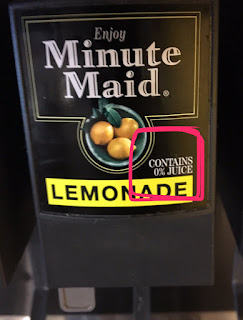 Enjoy
Minute
Maid®
CONTAINS
0% JUICE
LEMONADE